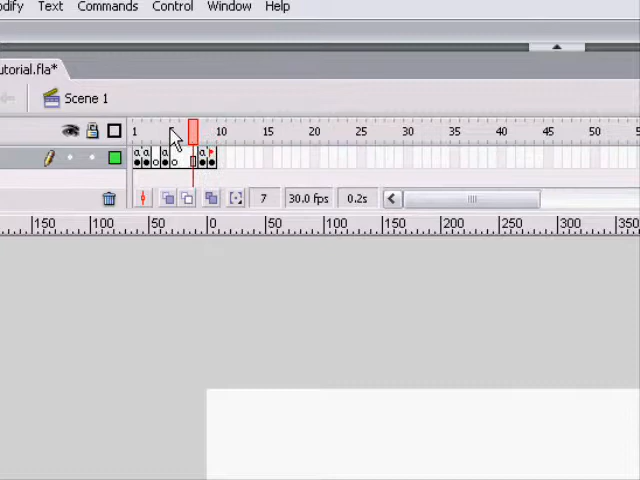 odify Text Commands Control Window Help
utorial.fla*
Scene 1
1 5 10 15 20 25 30 35 40 45 50
a a a a
7 30.0 fps 0.2s
150 100 50 0 50 100 150 200 250 300 350